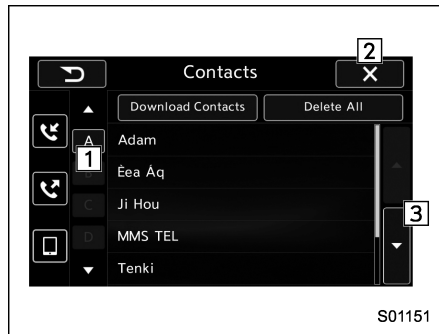 2
Contacts
Download Contacts Delete All
A Adam
1
B Èea Áq
3
C Ji Hou
D MMS TEL
Tenki
S01151